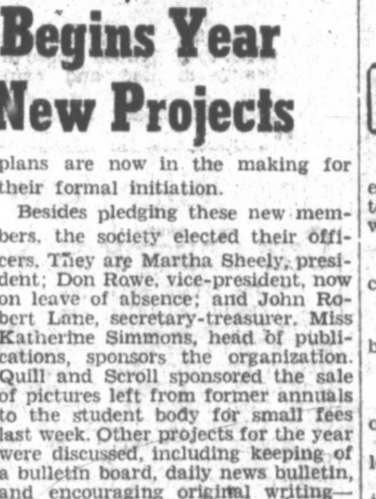 Begins Year
New Projects
plans are now in the making for
their formal initiation.
Besides pledging these new mem-
bers, the society elected their offi-
cers. They are Martha Sheely, presi-
dent; Don Rowe, vice-president, now
on leave of absence; and John Ro-
bert Lane, secretary-treasurer. Miss
Katherine Simmons, head of publi-
cations, sponsors the organization.
Quill and Scroll sponsored the sale
of pictures left from former annuals
to the student body for small fees
last week. Other projects for the year
were discussed, including keeping of
a bulletin board, daily news bulletin,
and encouraging original writing—